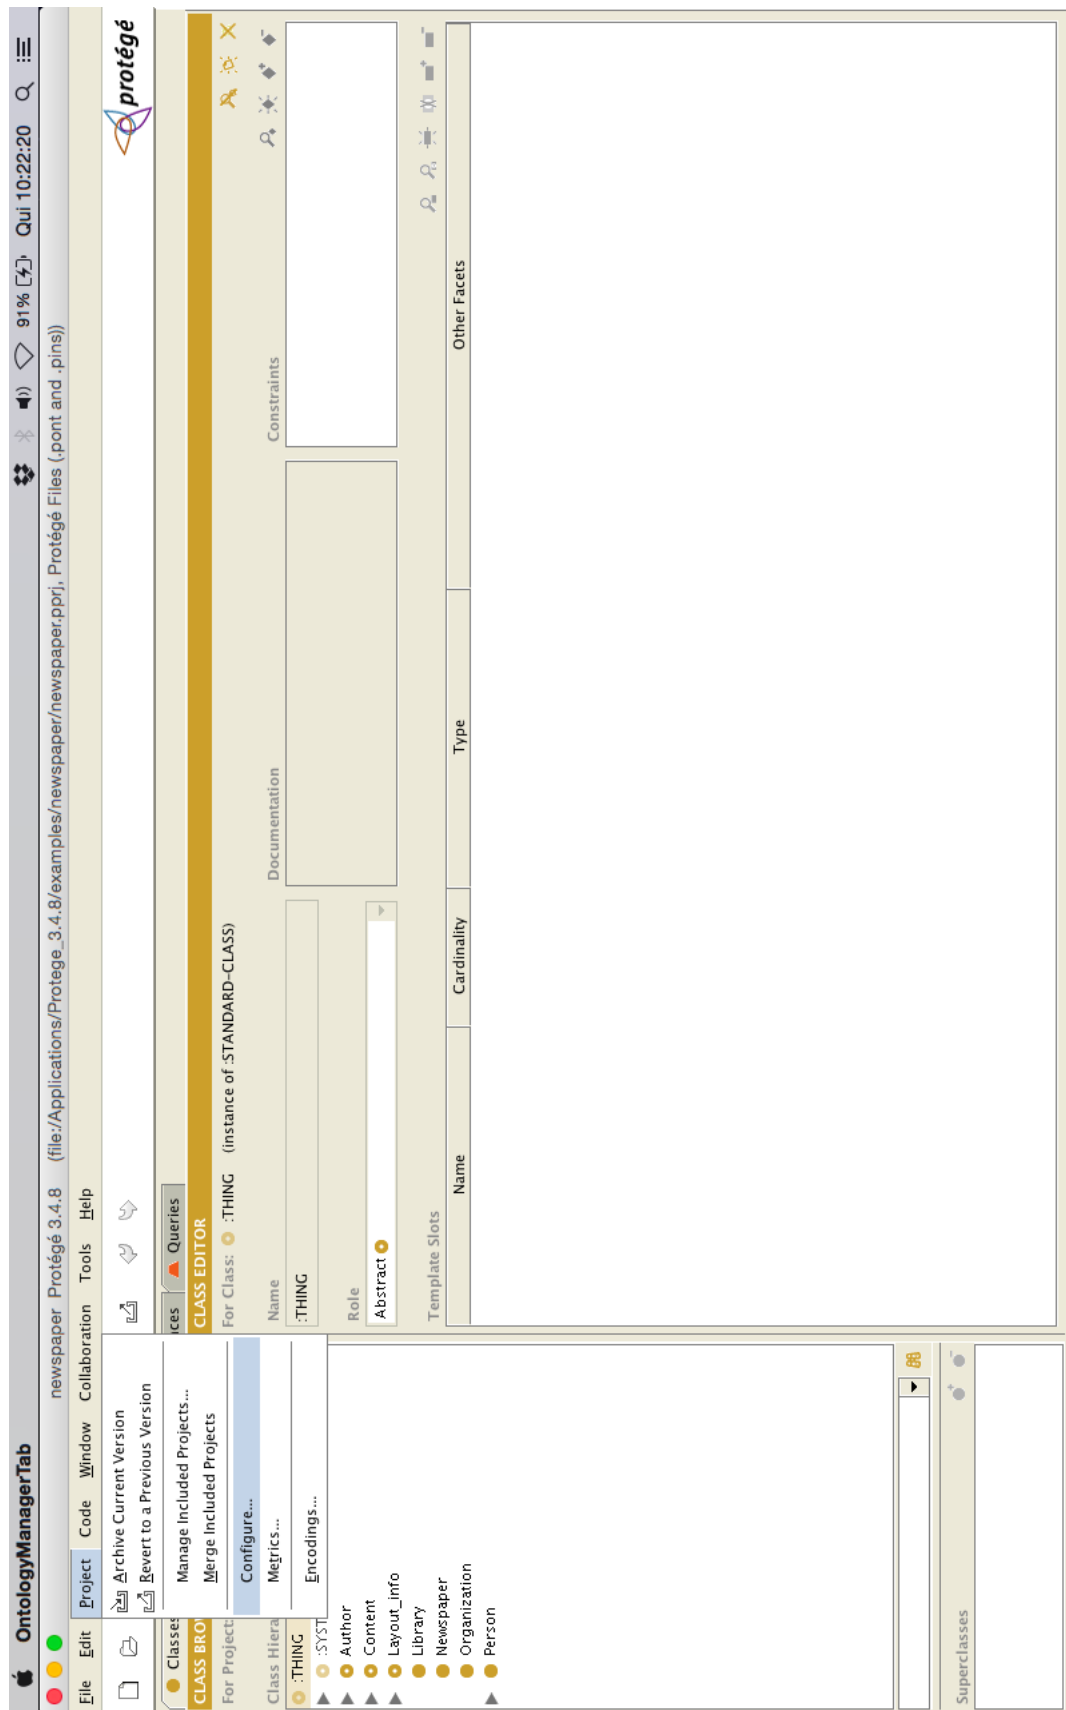 OntologyManagerTab 91% Qui 10:22:20
newspaper Protégé 3.4.8 (file:/Applications/Protege_3.4.8/examples/newspaper/newspaper.pprj, Protégé Files (.pont and .pins))
File Edit Project Code Window Collaboration Tools Help
protégé
Archive Current Version
Revert to a Previous Version
Manage Included Projects...
Merge Included Projects
Configure...
Metrics...
Encodings...
Classes nces Queries
CLASS BRO CLASS EDITOR
For Project: For Class: :THING (instance of :STANDARD-CLASS)
Class Hiera Name Documentation Constraints
:THING :THING
:SYST
Author Role
Content Abstract
Layout_info
Library Template Slots
Newspaper Name Cardinality Type Other Facets
Organization
Person
Superclasses